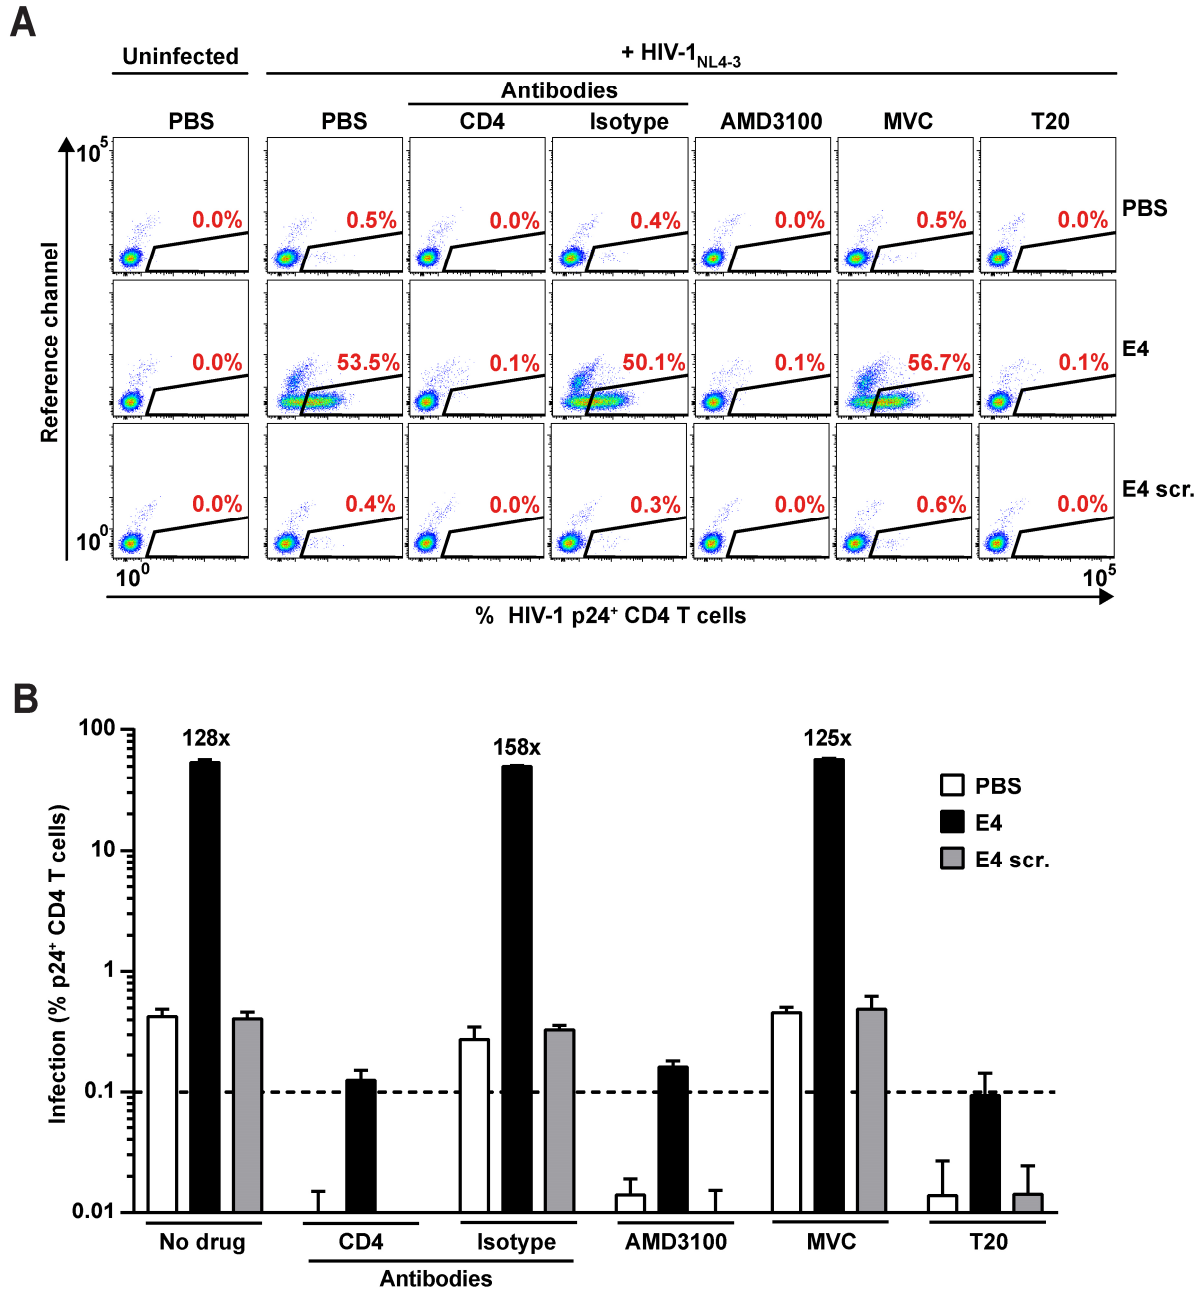 A
Uninfected
+ HIV-1NL4-3
Antibodies
PBS PBS CD4 Isotype AMD3100 MVC T20
10^5
0.0% 0.5% 0.0% 0.4% 0.0% 0.5% 0.0% PBS
0.0% 53.5% 0.1% 50.1% 0.1% 56.7% 0.1% E4
0.0% 0.4% 0.0% 0.3% 0.0% 0.6% 0.0% E4 scr.
Reference channel
10^0
10^0 10^5
% HIV-1 p24+ CD4 T cells
B
Infection (% p24+ CD4 T cells)
100
10
1
0.1
0.01
128x 158x 125x
PBS
E4
E4 scr.
No drug CD4 Isotype AMD3100 MVC T20
Antibodies